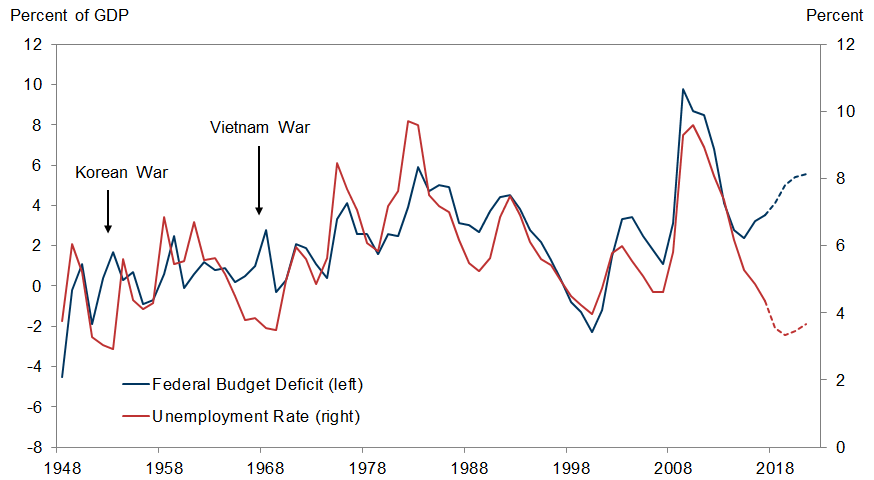 Percent of GDP Percent
12 12
10 10
8 8
6 6
4 4
2 2
0 0
-2
-4
-6
-8
Vietnam War
Korean War
Federal Budget Deficit (left)
Unemployment Rate (right)
1948 1958 1968 1978 1988 1998 2008 2018